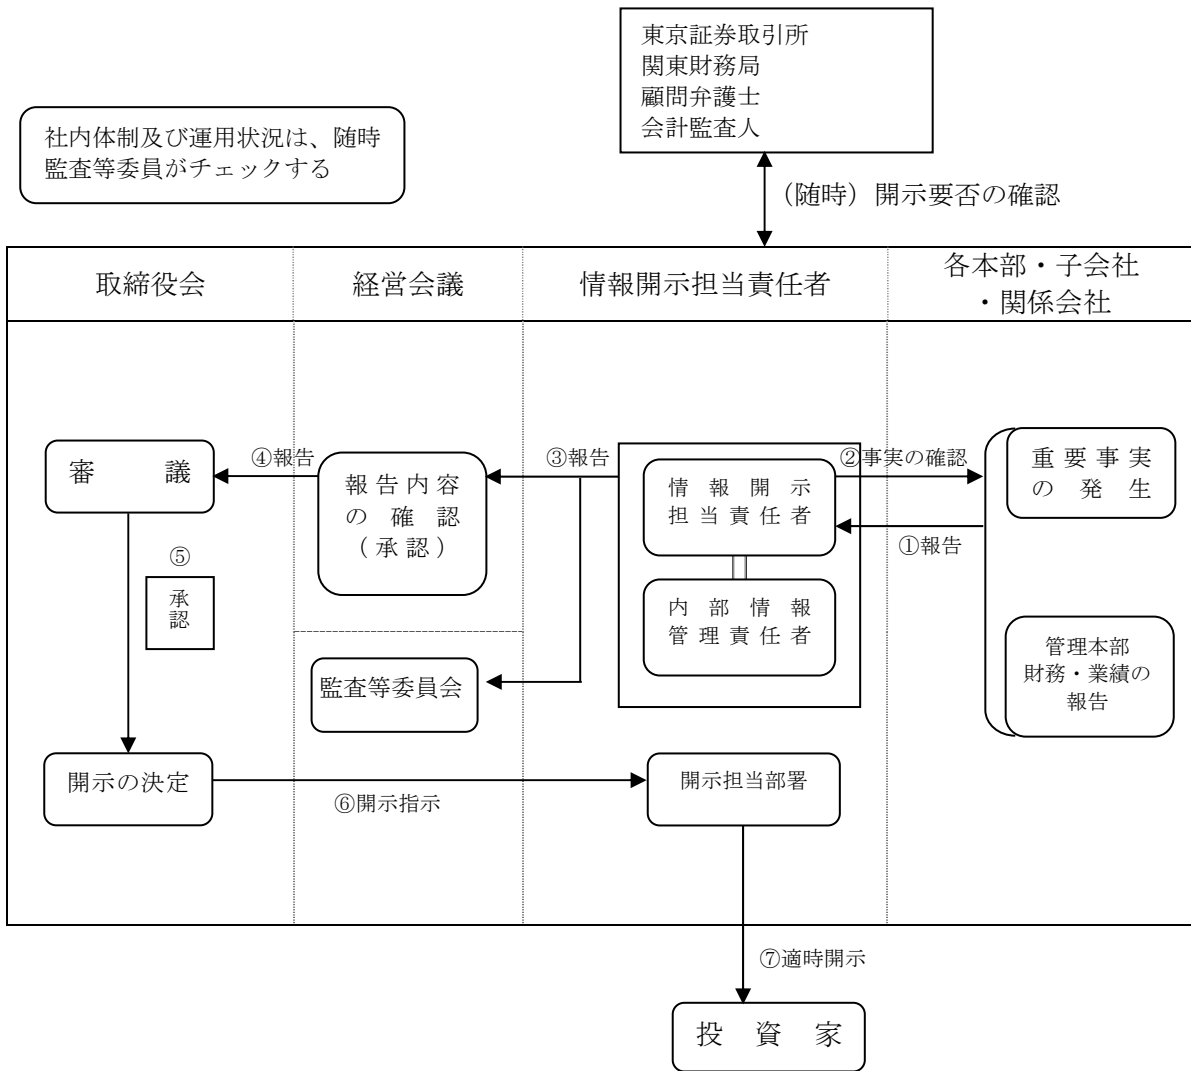 東京証券取引所
関東財務局
顧問弁護士
会計監査人
社内体制及び運用状況は、随時
監査等委員がチェックする
（随時）開示要否の確認
取締役会
経営会議
情報開示担当責任者
各本部・子会社
・関係会社
審議
④報告
報告内容
の確認
（承認）
③報告
情報開示
担当責任者
②事実の確認
①報告
重要事実
の発生
⑤
承
認
内部情報
管理責任者
監査等委員会
管理本部
財務・業績の
報告
開示の決定
⑥開示指示
開示担当部署
⑦適時開示
投資家